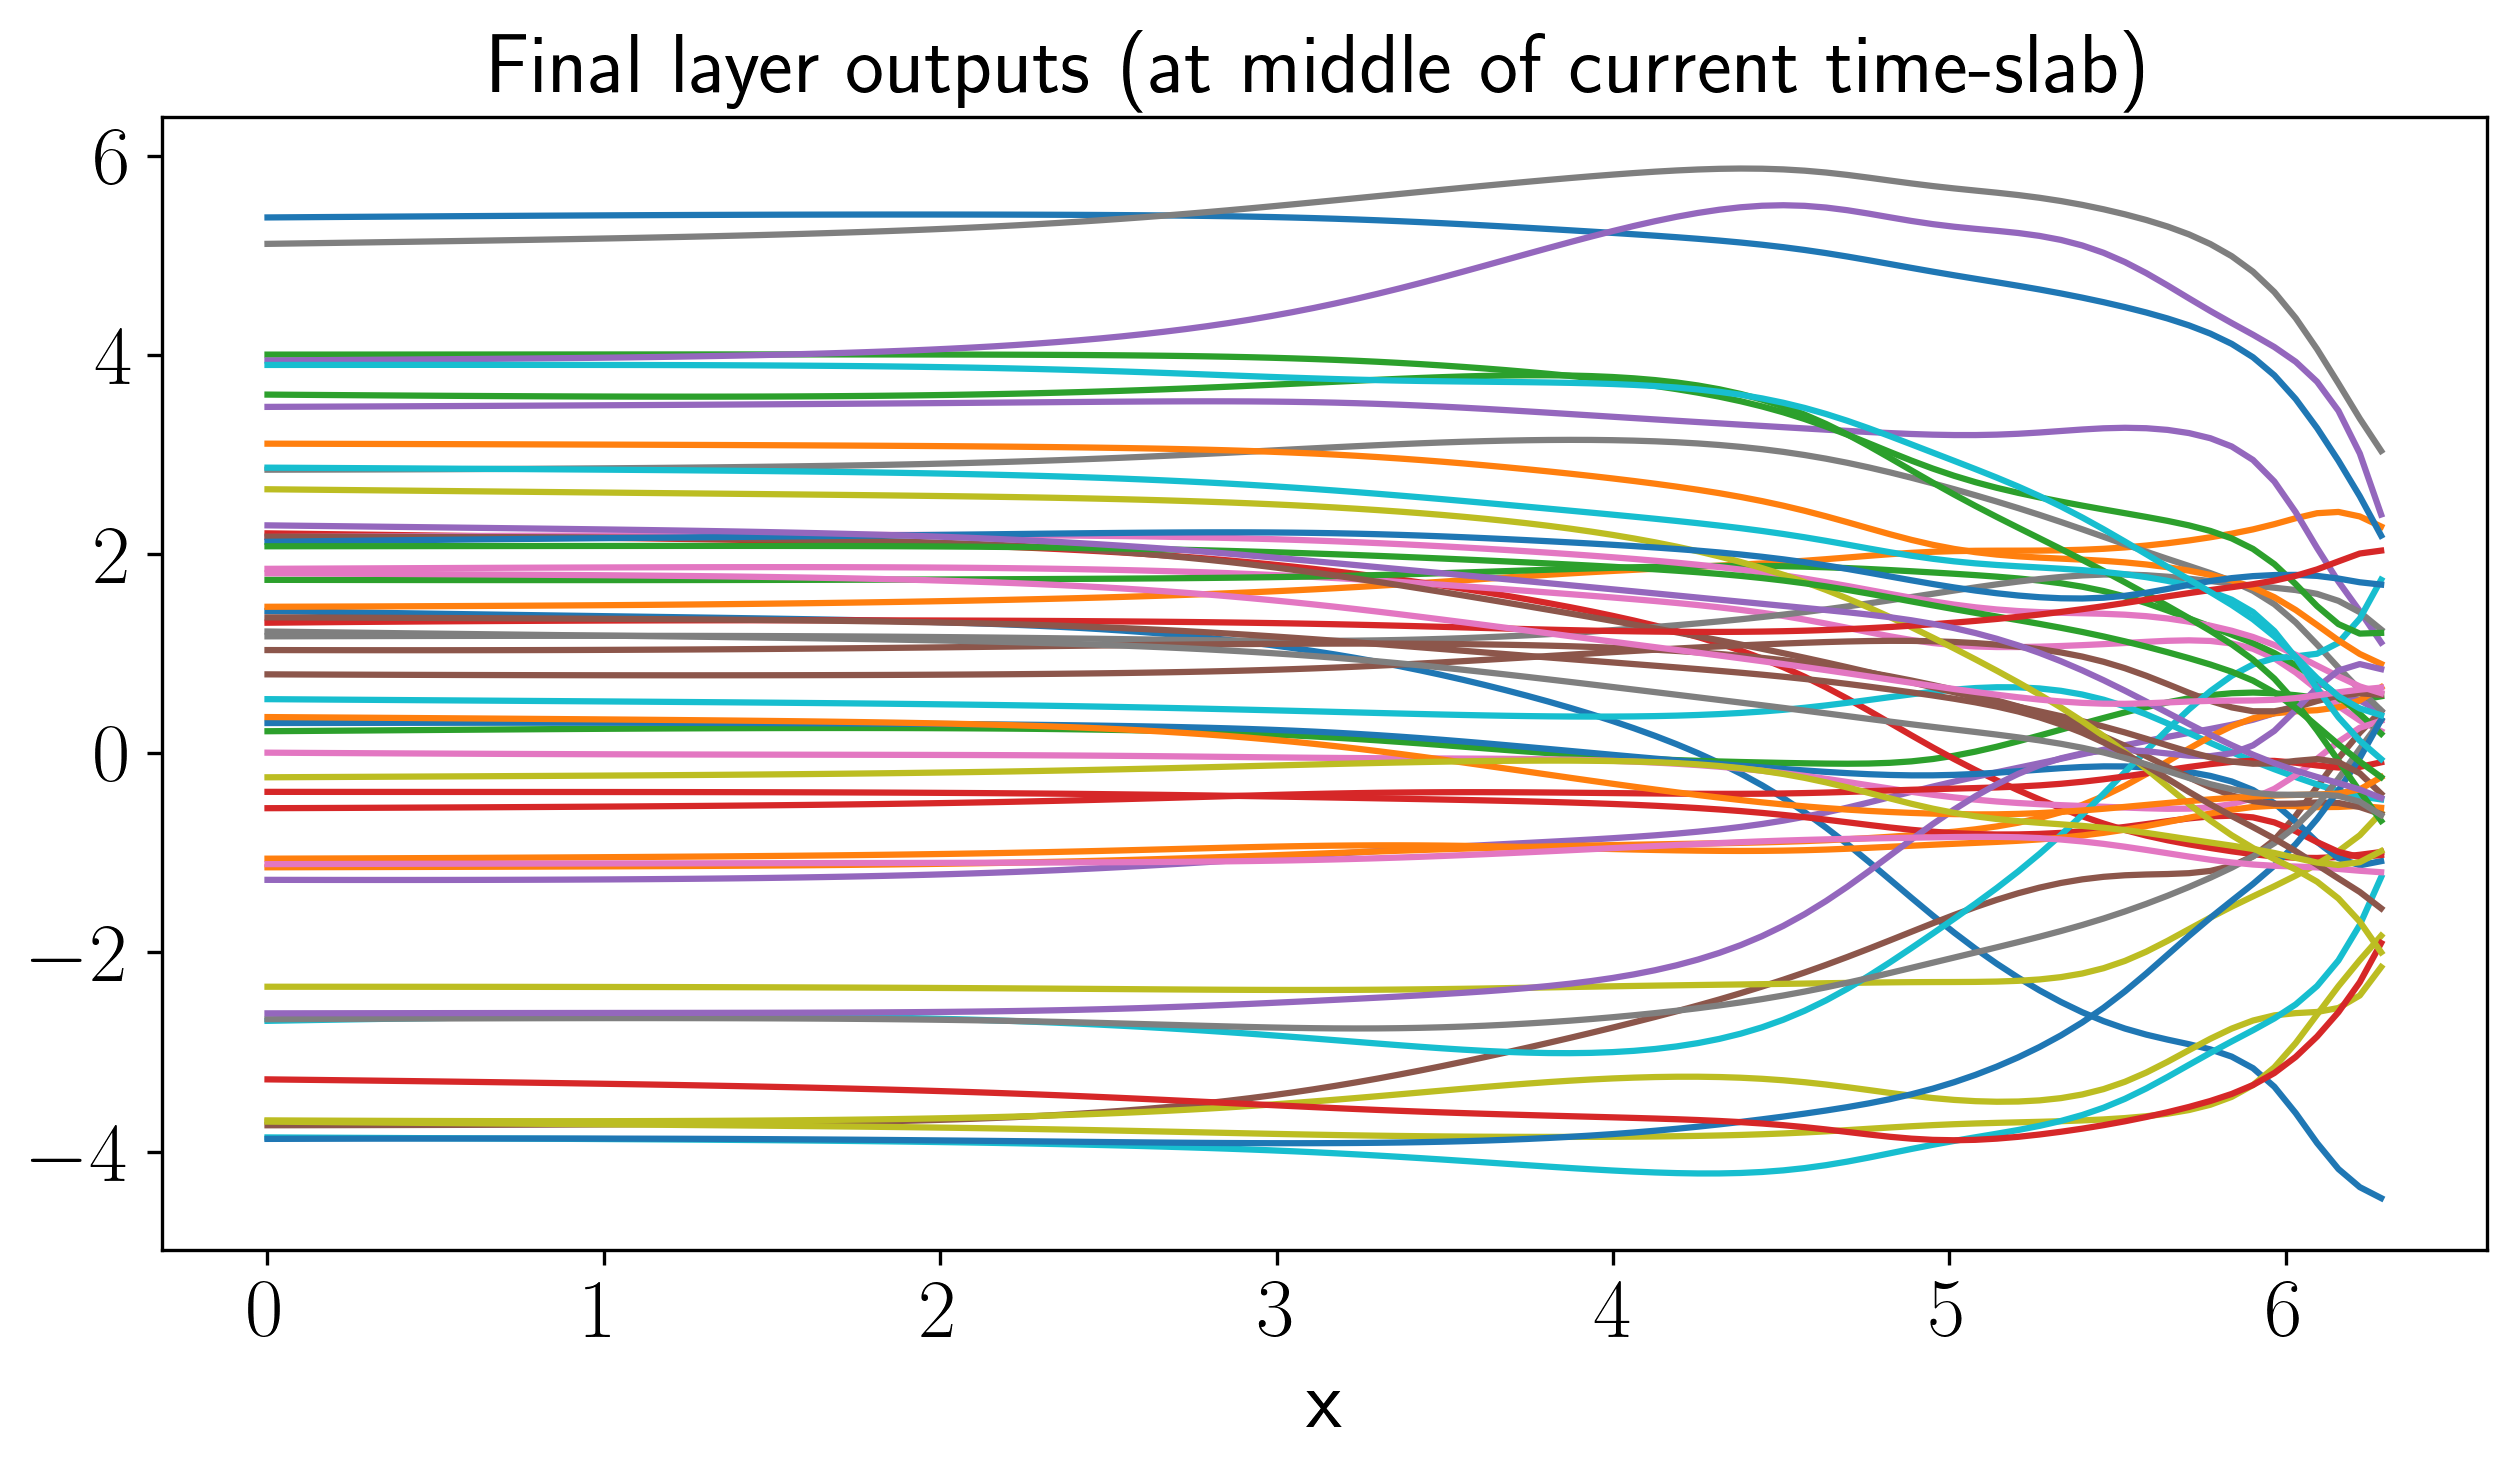 Final layer outputs (at middle of current time-slab)
6
4
2
0
−2
−4
0 1 2 3 4 5 6
x